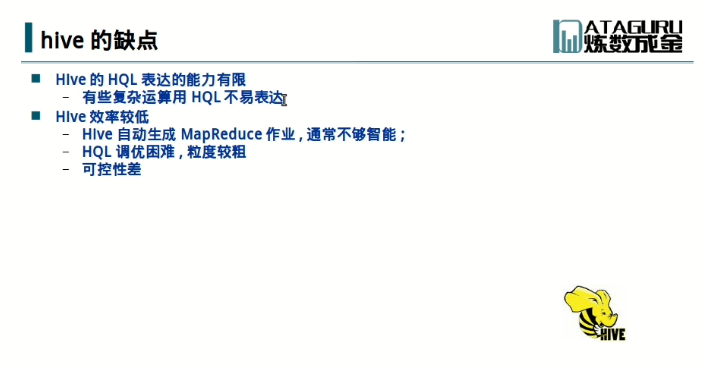 hive 的缺点
ATAGURU
炼数成金
Hive 的 HQL 表达的能力有限
– 有些复杂运算用 HQL 不易表达
Hive 效率较低
– Hive 自动生成 MapReduce 作业，通常不够智能；
– HQL 调优困难，粒度较粗
– 可控性差
HIVE